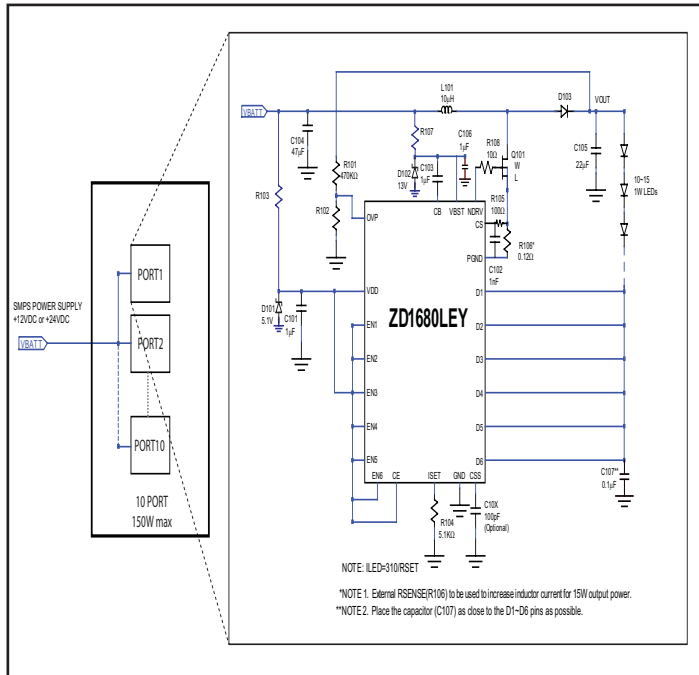 SMPS POWER SUPPLY
+12VDC or +24VDC
VBATT
PORT1
PORT2
PORT10
10 PORT
150W max
VBATT
L101
10µH
D103
VOUT
C104
47µF
R107
C106
1µF
R108
10Ω
Q101
W
L
C105
22µF
R101
470KΩ
D102
13V
C103
1µF
10~15
1W LEDs
R103
R102
OVP
CB
VBST
NDRV
R105
100Ω
CS
R106*
0.12Ω
PGND
C102
1nF
VDD
D1
D101
5.1V
C101
1µF
ZD1680LEY
EN1
D2
EN2
D3
EN3
D4
EN4
D5
EN5
D6
EN6
CE
ISET
GND
CSS
C107**
0.1µF
R104
5.1KΩ
C10X
100pF
(Optional)
NOTE: ILED=310/RSET
*NOTE 1. External RSENSE(R106) to be used to increase inductor current for 15W output power.
**NOTE 2. Place the capacitor (C107) as close to the D1~D6 pins as possible.